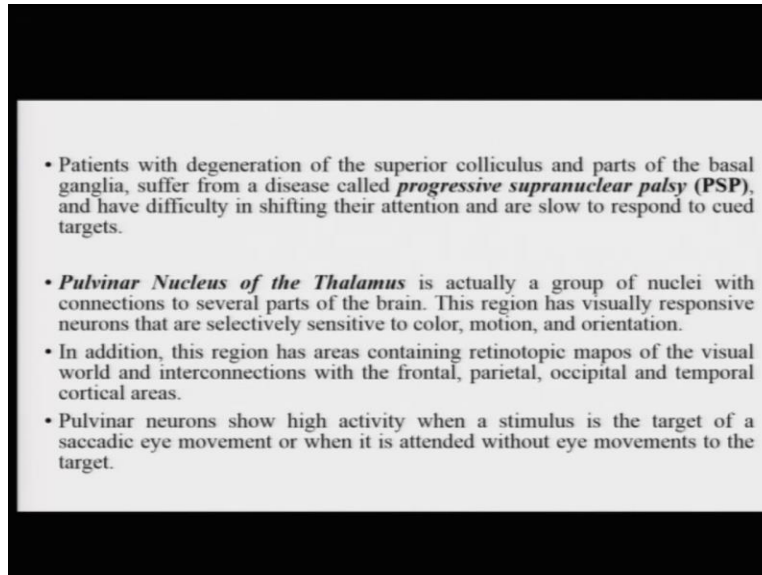 • Patients with degeneration of the superior colliculus and parts of the basal
ganglia, suffer from a disease called progressive supranuclear palsy (PSP),
and have difficulty in shifting their attention and are slow to respond to cued
targets.
• Pulvinar Nucleus of the Thalamus is actually a group of nuclei with
connections to several parts of the brain. This region has visually responsive
neurons that are selectively sensitive to color, motion, and orientation.
• In addition, this region has areas containing retinotopic mapos of the visual
world and interconnections with the frontal, parietal, occipital and temporal
cortical areas.
• Pulvinar neurons show high activity when a stimulus is the target of a
saccadic eye movement or when it is attended without eye movements to the
target.